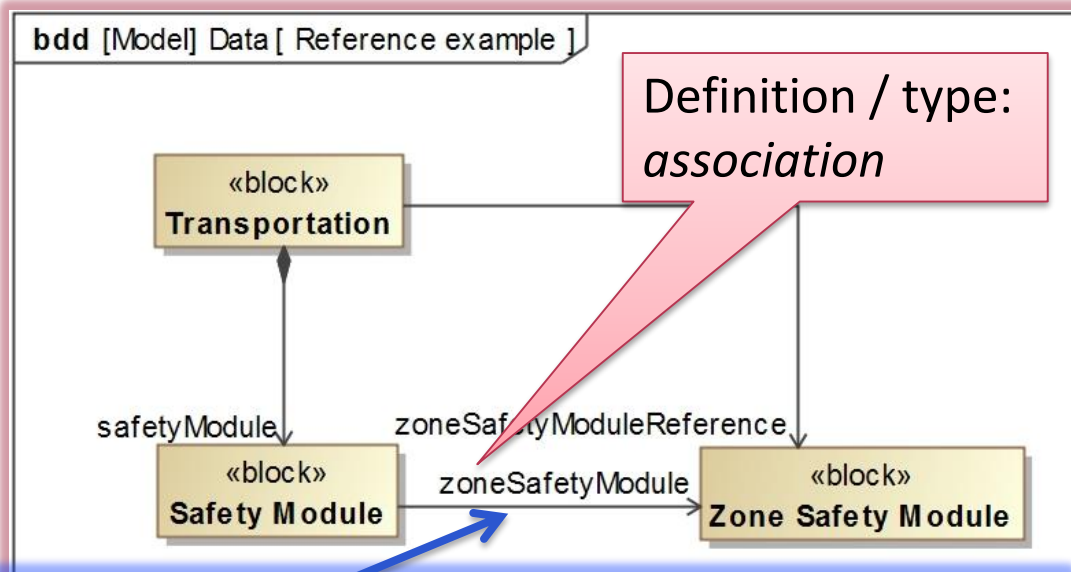 bdd [Model] Data [ Reference example ]
Definition / type:
association
«block»
Transportation
safetyModule
zoneSafetyModuleReference
«block»
Safety Module
zoneSafetyModule
«block»
Zone Safety Module